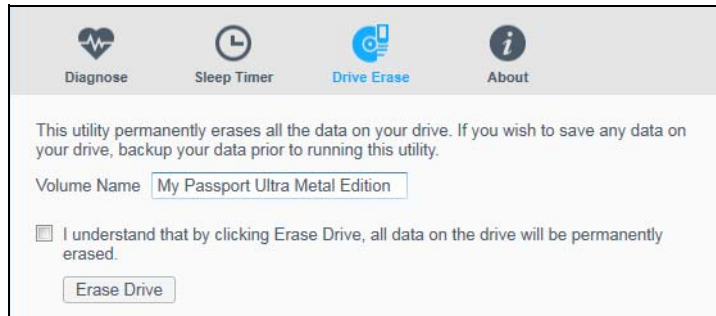 Diagnose Sleep Timer Drive Erase About
This utility permanently erases all the data on your drive. If you wish to save any data on
your drive, backup your data prior to running this utility.
Volume Name My Passport Ultra Metal Edition
I understand that by clicking Erase Drive, all data on the drive will be permanently
erased.
Erase Drive